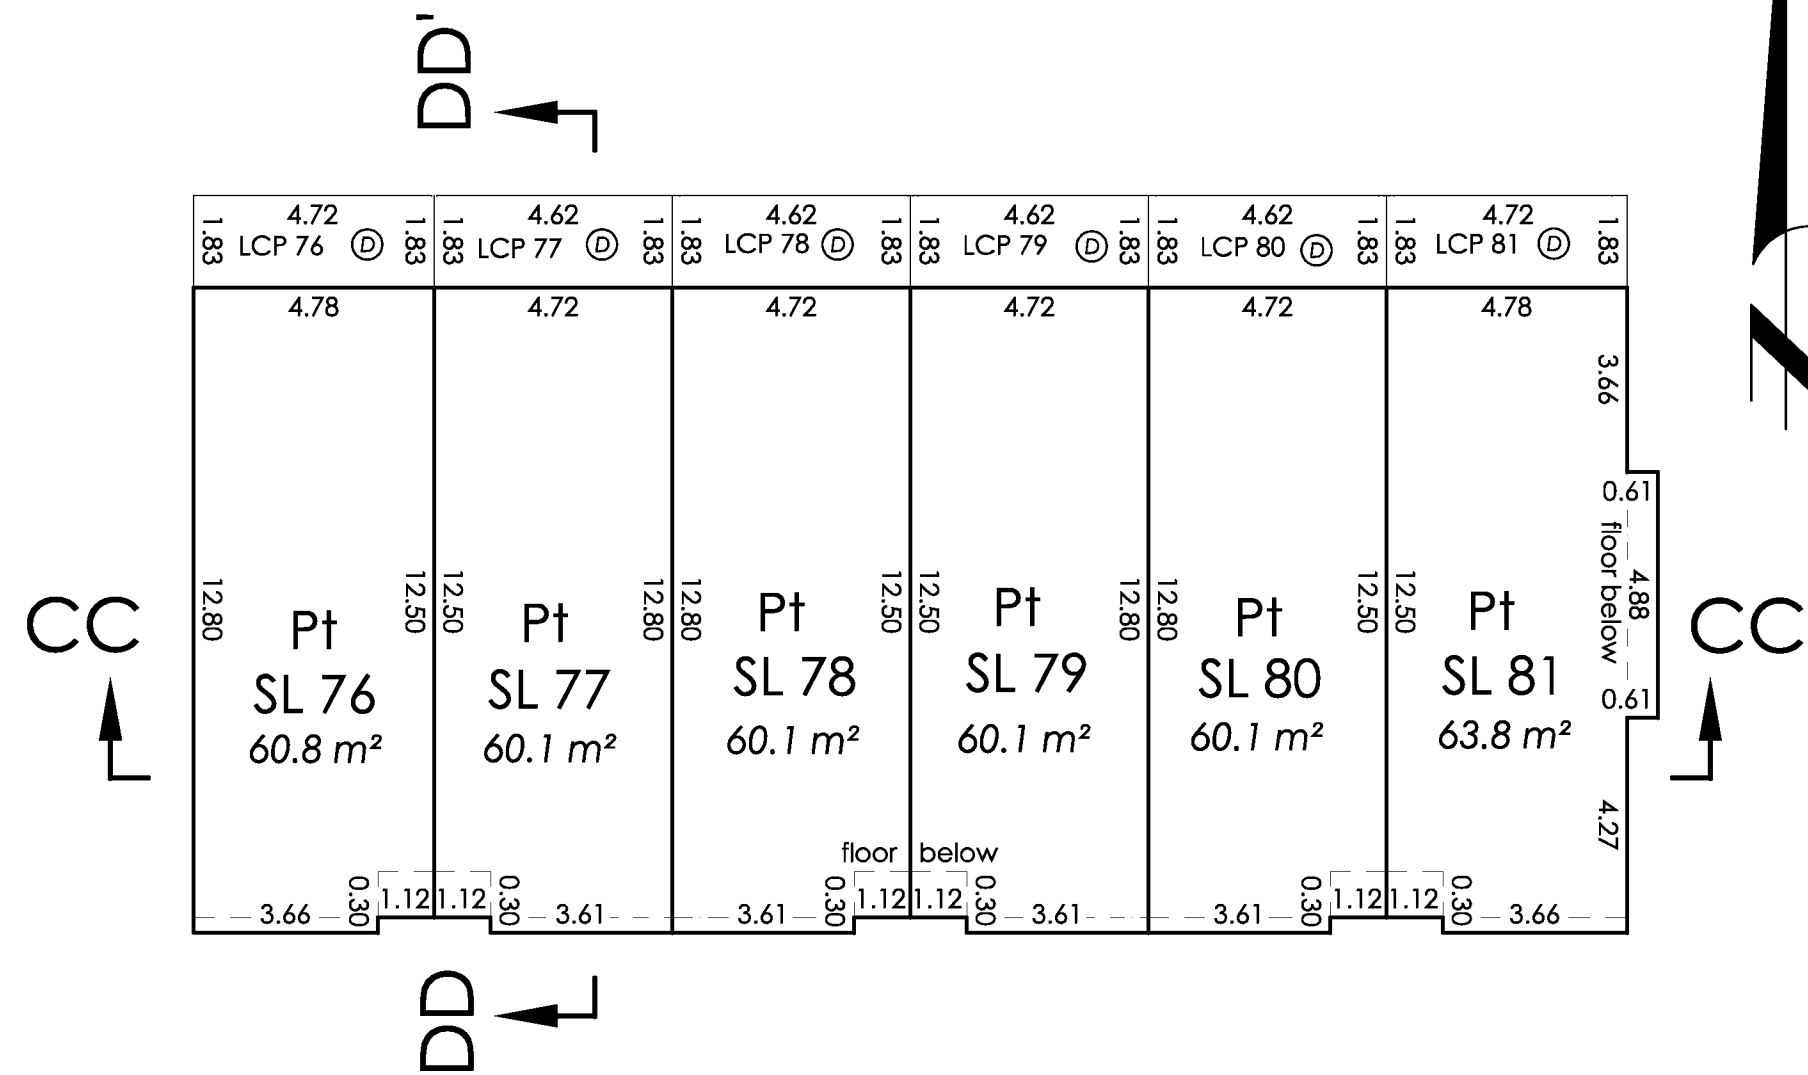 DD'
4.72 4.62 4.62 4.62 4.62 4.72
1.83 LCP 76 D 1.83 1.83 LCP 77 D 1.83 1.83 LCP 78 D 1.83 1.83 LCP 79 D 1.83 1.83 LCP 80 D 1.83 1.83 LCP 81 D 1.83
4.78 4.72 4.72 4.72 4.72 4.78
3.66
0.61
floor below
4.88
0.61
4.27
12.80 12.50 12.50 12.80 12.80 12.50 12.50 12.80 12.80 12.50 12.50
CC Pt Pt Pt Pt Pt Pt CC
SL 76 SL 77 SL 78 SL 79 SL 80 SL 81
60.8 m² 60.1 m² 60.1 m² 60.1 m² 60.1 m² 63.8 m²
floor below
3.66 0.30 1.12 1.12 0.30 3.61 3.61 0.30 1.12 1.12 0.30 3.61 3.61 0.30 1.12 1.12 0.30 3.66
DD